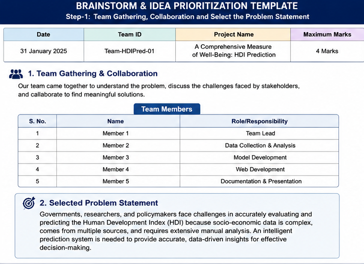 BRAINSTORM & IDEA PRIORITIZATION TEMPLATE
Step-1: Team Gathering, Collaboration and Select the Problem Statement
Date Team ID Project Name Maximum Marks
31 January 2025 Team-HDIPred-01 A Comprehensive Measure of Well-Being: HDI Prediction 4 Marks
1. Team Gathering & Collaboration
Our team came together to understand the problem, discuss the challenges faced by stakeholders,
and collaborate to find meaningful solutions.
Team Members
S. No. Name Role/Responsibility
1 Member 1 Team Lead
2 Member 2 Data Collection & Analysis
3 Member 3 Model Development
4 Member 4 Web Development
5 Member 5 Documentation & Presentation
2. Selected Problem Statement
Governments, researchers, and policymakers face challenges in accurately evaluating and
predicting the Human Development Index (HDI) because socio-economic data is complex,
comes from multiple sources, and requires extensive manual analysis. An
intelligent prediction system is needed to provide accurate, data-driven insights for effective
decision-making.